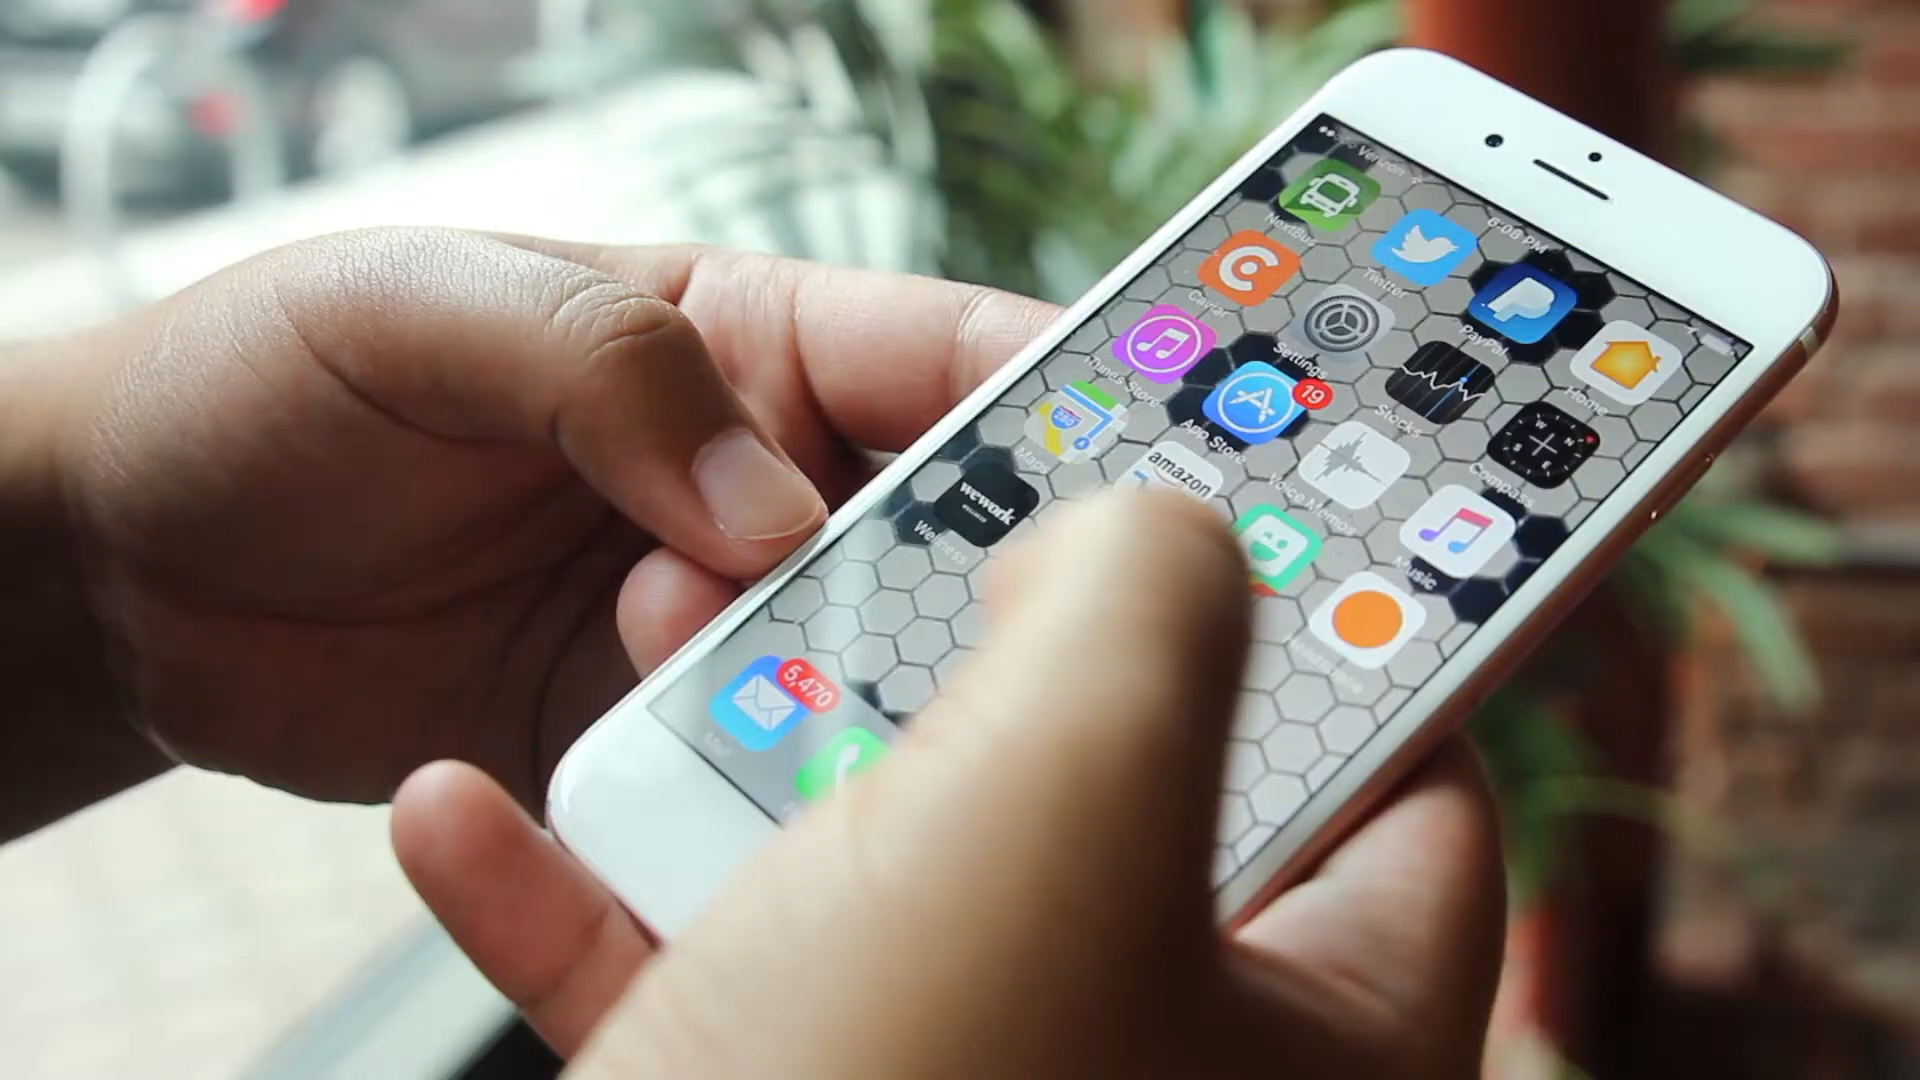 Verizon
6:08 PM
NextBus
Twitter
PayPal
Home
Caviar
Settings
Stocks
Compass
W N
S E
iTunes Store
App Store
19
Voice Memos
Music
280
Maps
amazon
wework
Wellness
5,470
Mail